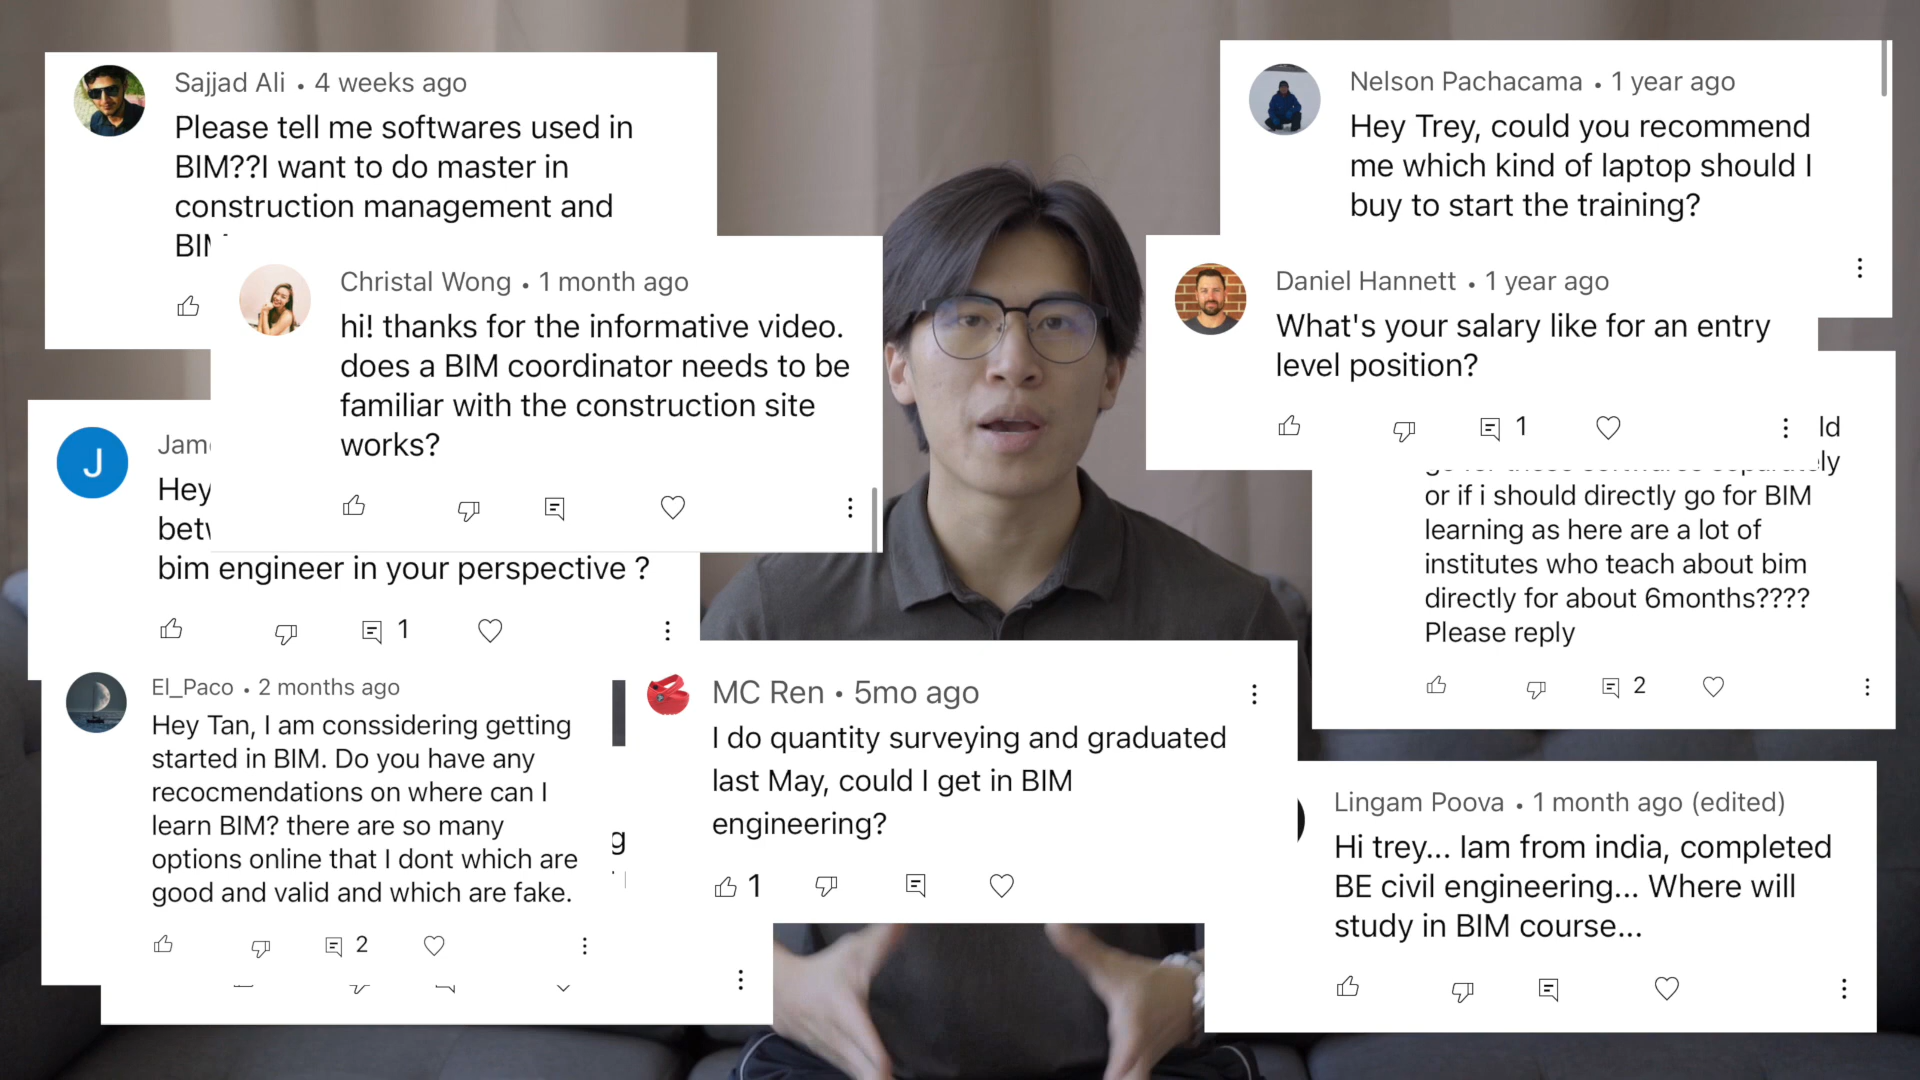 Sajjad Ali • 4 weeks ago
Please tell me softwares used in
BIM??I want to do master in
construction management and
Christal Wong • 1 month ago
hi! thanks for the informative video.
does a BIM coordinator needs to be
familiar with the construction site
works?
J
Hey
bim engineer in your perspective ?
1
El_Paco • 2 months ago
Hey Tan, I am conssidering getting
started in BIM. Do you have any
recocmendations on where can I
learn BIM? there are so many
options online that I dont which are
good and valid and which are fake.
2
MC Ren • 5mo ago
I do quantity surveying and graduated
last May, could I get in BIM
engineering?
1
Nelson Pachacama • 1 year ago
Hey Trey, could you recommend
me which kind of laptop should I
buy to start the training?
Daniel Hannett • 1 year ago
What's your salary like for an entry
level position?
1
or if i should directly go for BIM
learning as here are a lot of
institutes who teach about bim
directly for about 6months????
Please reply
2
Lingam Poova • 1 month ago (edited)
Hi trey... Iam from india, completed
BE civil engineering... Where will
study in BIM course...